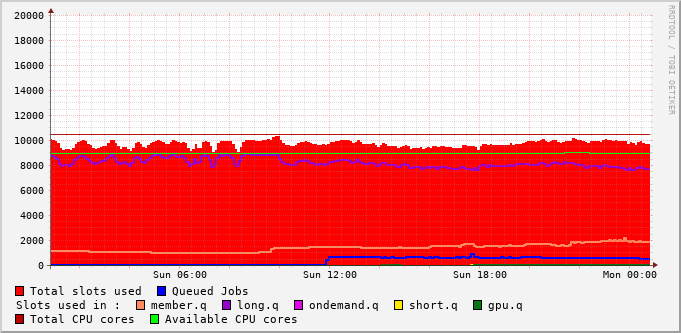 RRDTOOL / TOBI OETIKER
20000
18000
16000
14000
12000
10000
8000
6000
4000
2000
0
Sun 06:00 Sun 12:00 Sun 18:00 Mon 00:00
Total slots used Queued Jobs
Slots used in : member.q long.q ondemand.q short.q gpu.q
Total CPU cores Available CPU cores